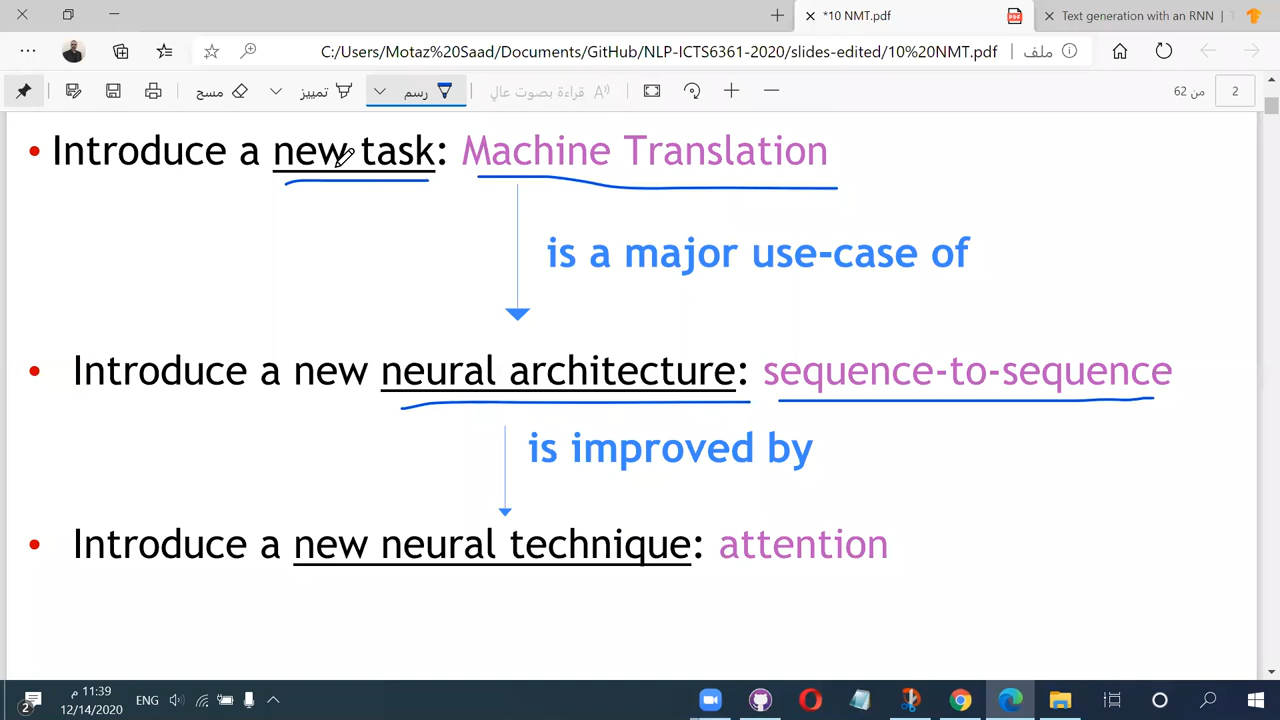 *10 NMT.pdf
Text generation with an RNN | T
C:/Users/Motaz%20Saad/Documents/GitHub/NLP-ICTS6361-2020/slides-edited/10%20NMT.pdf
ملف
مسح
تمييز
رسم
قراءة بصوت عالٍ
2 من 62
• Introduce a new task: Machine Translation
is a major use-case of
• Introduce a new neural architecture: sequence-to-sequence
is improved by
• Introduce a new neural technique: attention
2
11:39 م
12/14/2020
ENG